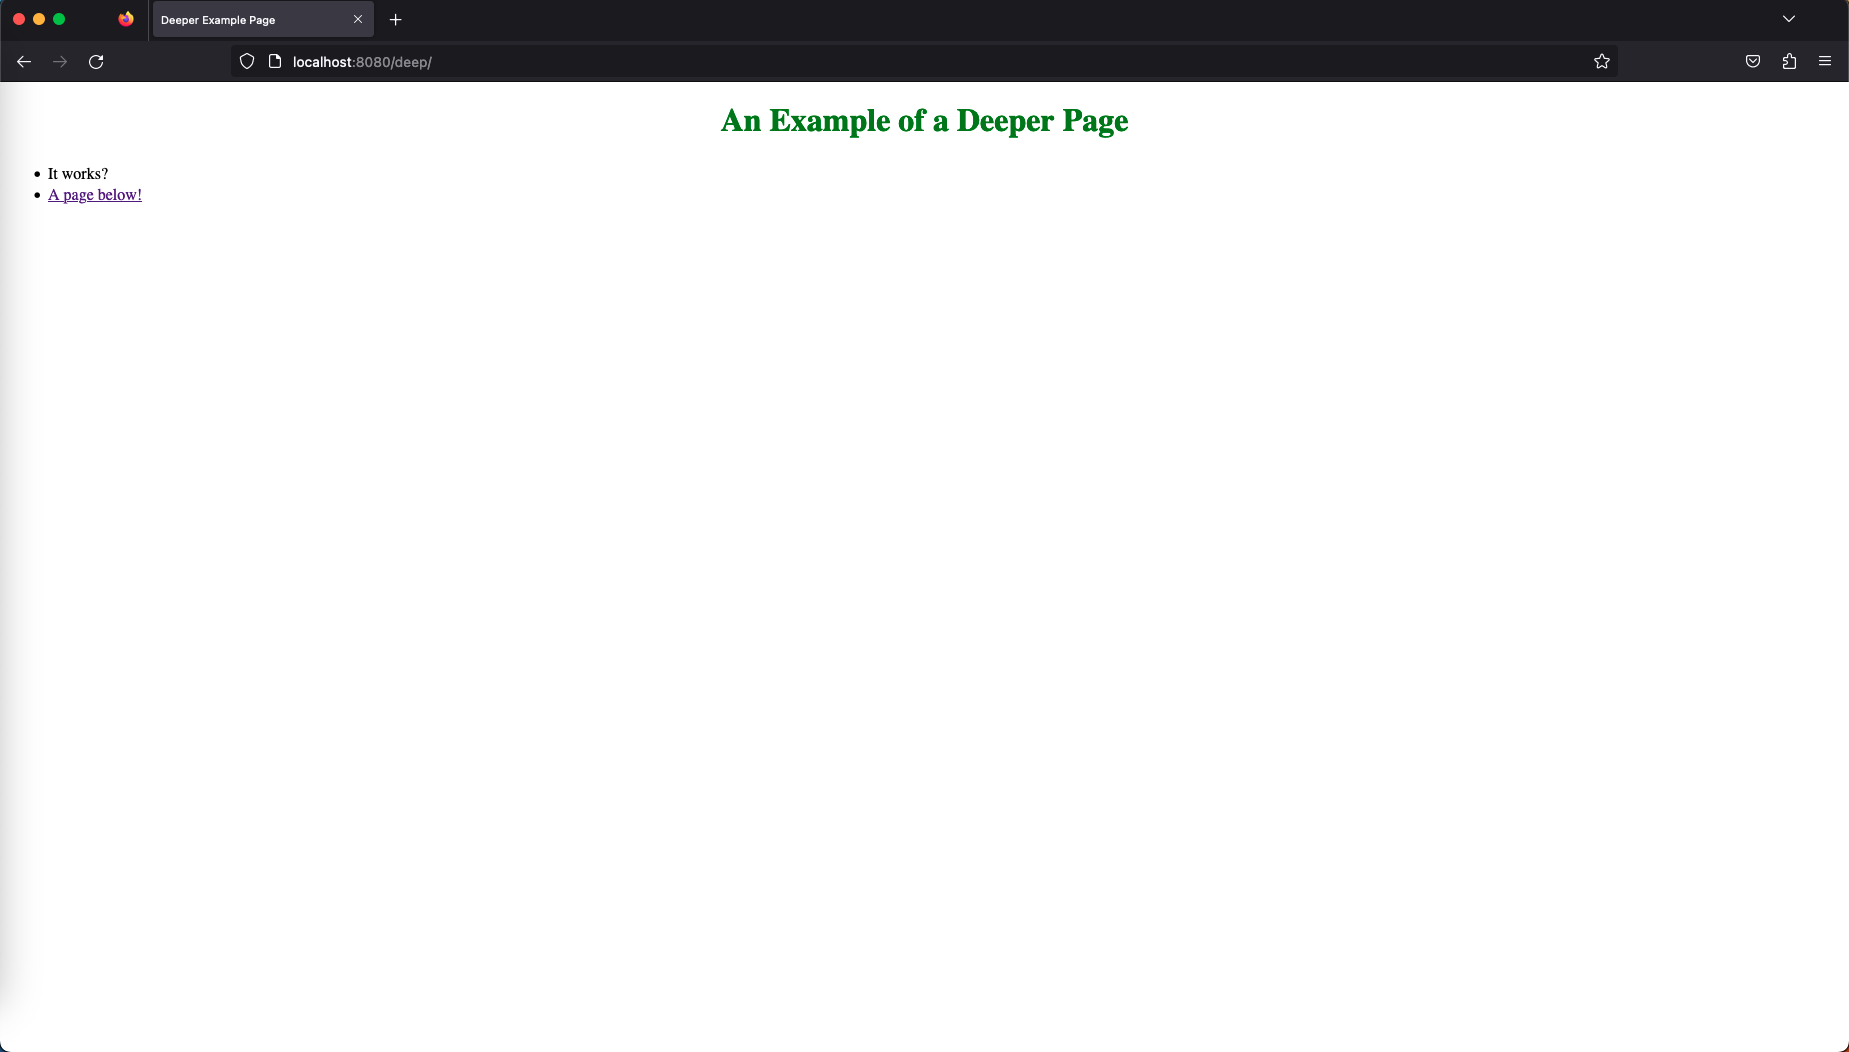 Deeper Example Page
localhost:8080/deep/
An Example of a Deeper Page
It works?
A page below!